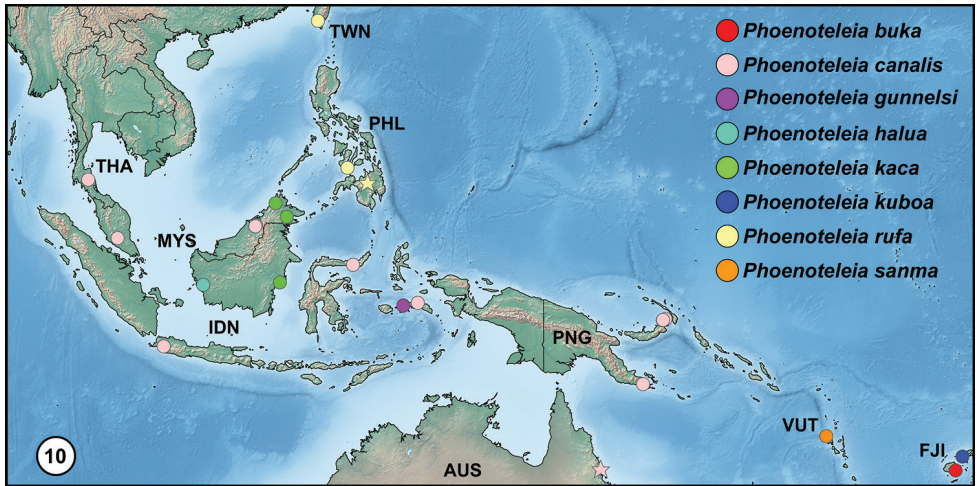 TWN
PHL
THA
MYS
IDN
PNG
VUT
FJI
AUS
10
Phoenoteleia buka
Phoenoteleia canalis
Phoenoteleia gunnelsi
Phoenoteleia halua
Phoenoteleia kaca
Phoenoteleia kuboa
Phoenoteleia rufa
Phoenoteleia sanma